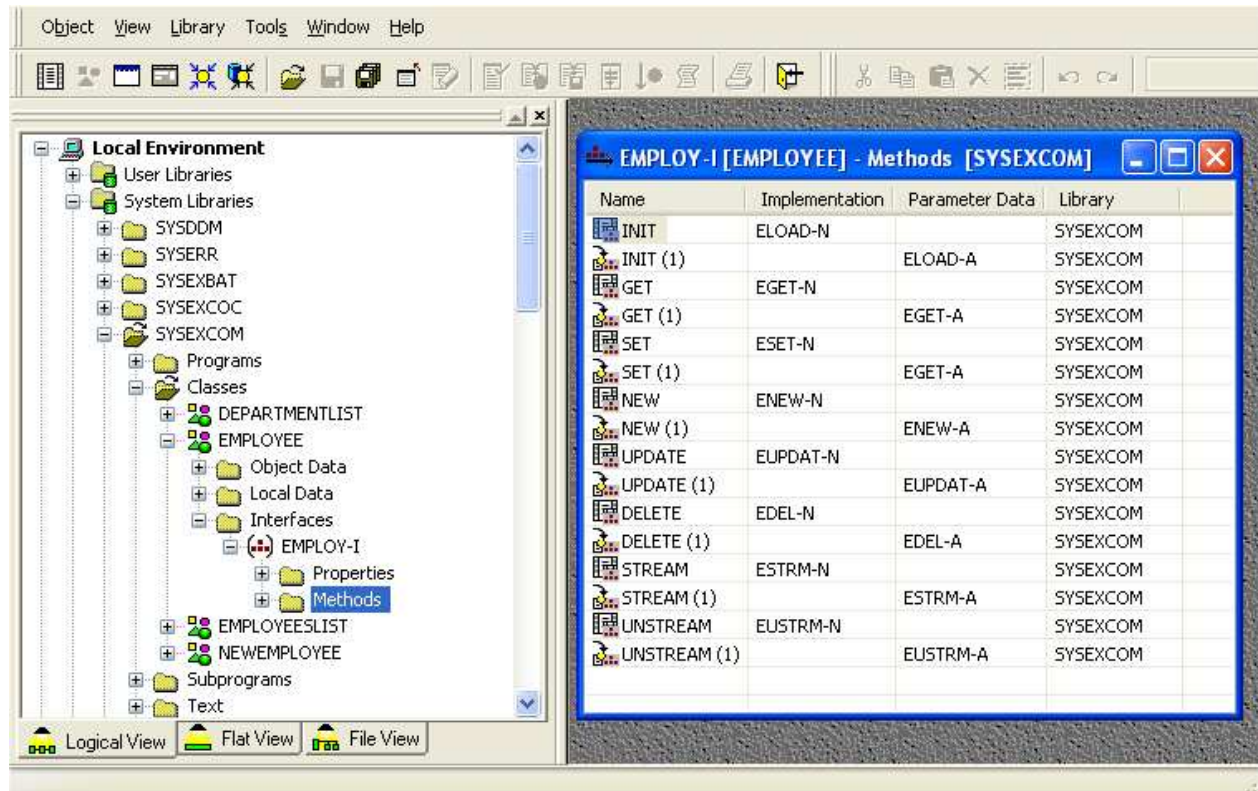 Object View Library Tools Window Help
Local Environment
User Libraries
System Libraries
SYSDDM
SYSERR
SYSEXBAT
SYSEXCOC
SYSEXCOM
Programs
Classes
DEPARTMENTLIST
EMPLOYEE
Object Data
Local Data
Interfaces
EMPLOY-I
Properties
Methods
EMPLOYEESLIST
NEWEMPLOYEE
Subprograms
Text
Logical View Flat View File View
EMPLOY-I [EMPLOYEE] - Methods [SYSEXCOM]
Name Implementation Parameter Data Library
INIT ELOAD-N SYSEXCOM
INIT (1) ELOAD-A SYSEXCOM
GET EGET-N SYSEXCOM
GET (1) EGET-A SYSEXCOM
SET ESET-N SYSEXCOM
SET (1) EGET-A SYSEXCOM
NEW ENEW-N SYSEXCOM
NEW (1) ENEW-A SYSEXCOM
UPDATE EUPDAT-N SYSEXCOM
UPDATE (1) EUPDAT-A SYSEXCOM
DELETE EDEL-N SYSEXCOM
DELETE (1) EDEL-A SYSEXCOM
STREAM ESTRM-N SYSEXCOM
STREAM (1) ESTRM-A SYSEXCOM
UNSTREAM EUSTRM-N SYSEXCOM
UNSTREAM (1) EUSTRM-A SYSEXCOM